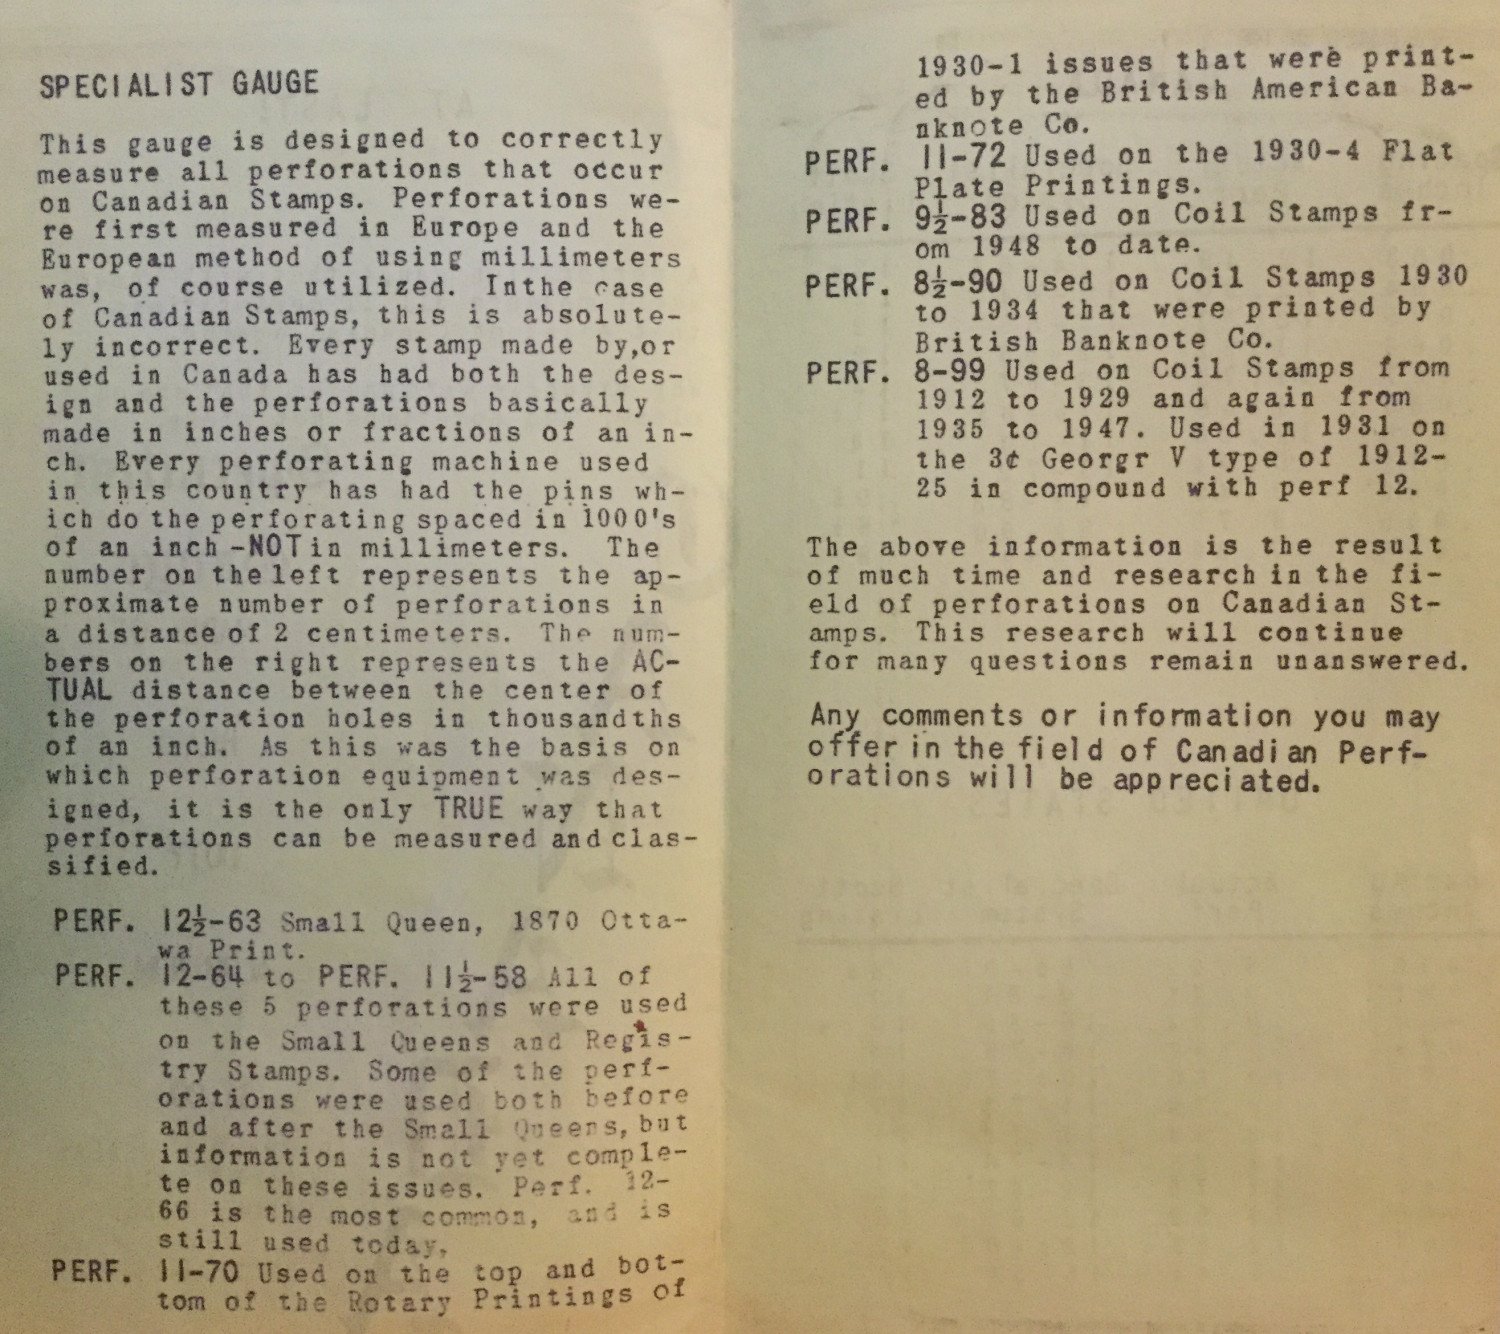 SPECIALIST GAUGE
This gauge is designed to correctly
measure all perforations that occur
on Canadian Stamps. Perforations we-
re first measured in Europe and the
European method of using millimeters
was, of course utilized. Inthe case
of Canadian Stamps, this is absolute-
ly incorrect. Every stamp made by,or
used in Canada has had both the des-
ign and the perforations basically
made in inches or fractions of an in-
ch. Every perforating machine used
in this country has had the pins wh-
ich do the perforating spaced in 1000's
of an inch -NOT in millimeters. The
number on the left represents the ap-
proximate number of perforations in
a distance of 2 centimeters. The num-
bers on the right represents the AC-
TUAL distance between the center of
the perforation holes in thousandths
of an inch. As this was the basis on
which perforation equipment was des-
igned, it is the only TRUE way that
perforations can be measured and clas-
sified.
PERF. 12½-63 Small Queen, 1870 Otta-
wa Print.
PERF. 12-64 to PERF. 11½-58 All of
these 5 perforations were used
on the Small Queens and Regis-
try Stamps. Some of the perf-
orations were used both before
and after the Small Queens, but
information is not yet comple-
te on these issues. Perf. 12-
66 is the most common, and is
still used today.
PERF. 11-70 Used on the top and bot-
tom of the Rotary Printings of
1930-1 issues that were print-
ed by the British American Ba-
nknote Co.
PERF. 11-72 Used on the 1930-4 Flat
Plate Printings.
PERF. 9½-83 Used on Coil Stamps fr-
om 1948 to date.
PERF. 8½-90 Used on Coil Stamps 1930
to 1934 that were printed by
British Banknote Co.
PERF. 8-99 Used on Coil Stamps from
1912 to 1929 and again from
1935 to 1947. Used in 1931 on
the 3¢ Georgr V type of 1912-
25 in compound with perf 12.
The above information is the result
of much time and research in the fi-
eld of perforations on Canadian St-
amps. This research will continue
for many questions remain unanswered.
Any comments or information you may
offer in the field of Canadian Perf-
orations will be appreciated.